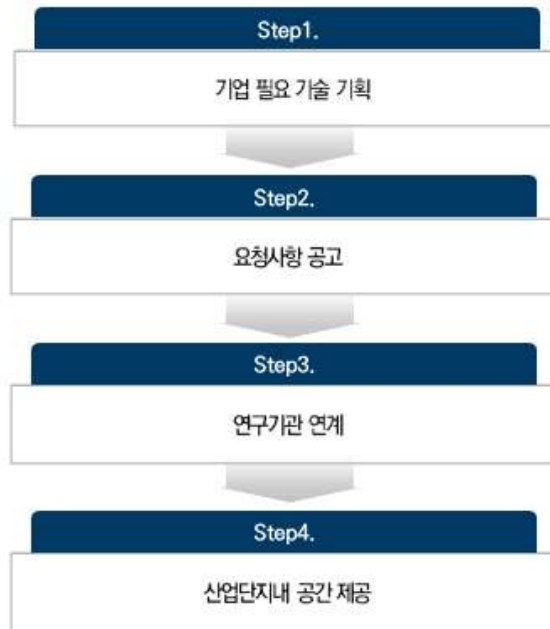 Step1.
기업 필요 기술 기획
Step2.
요청사항 공고
Step3.
연구기관 연계
Step4.
산업단지내 공간 제공